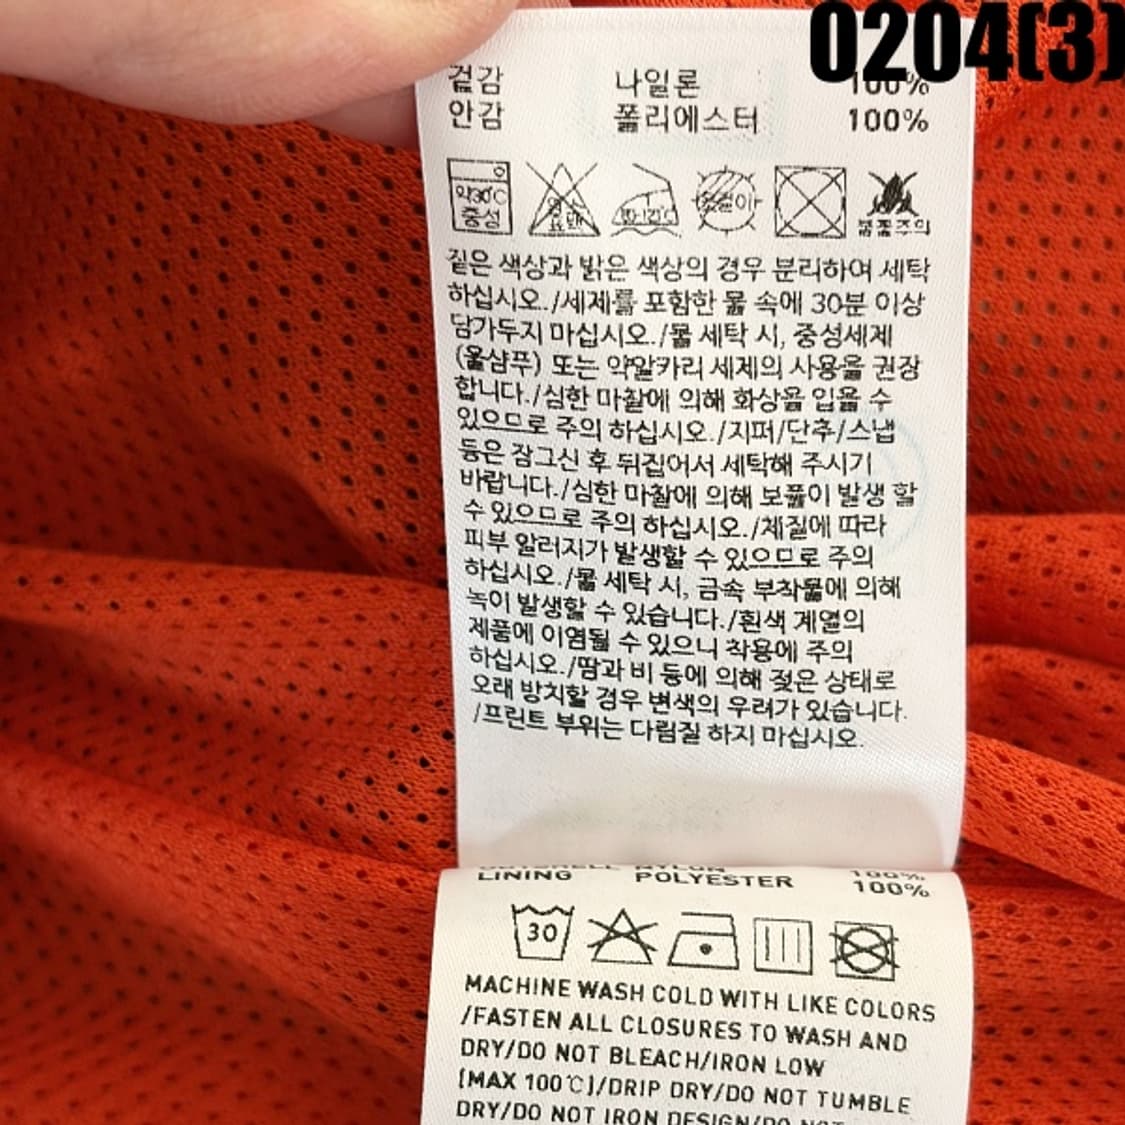 0204(3)
겉감 나일론 100%
안감 폴리에스터 100%
약30℃
중성
80-120℃
짙은 색상과 밝은 색상의 경우 분리하여 세탁
하십시오./세제를 포함한 물 속에 30분 이상
담가두지 마십시오./물 세탁 시, 중성세제
(울샴푸) 또는 약알카리 세제의 사용을 권장
합니다./심한 마찰에 의해 화상을 입을 수
있으므로 주의 하십시오./지퍼/단추/스냅
등은 잠그신 후 뒤집어서 세탁해 주시기
바랍니다./심한 마찰에 의해 보풀이 발생 할
수 있으므로 주의 하십시오./체질에 따라
피부 알러지가 발생할 수 있으므로 주의
하십시오./물 세탁 시, 금속 부착물에 의해
녹이 발생할 수 있습니다./흰색 계열의
제품에 이염될 수 있으니 착용에 주의
하십시오./땀과 비 등에 의해 젖은 상태로
오래 방치할 경우 변색의 우려가 있습니다.
/프린트 부위는 다림질 하지 마십시오.
NYLON 100%
LINING POLYESTER 100%
30
MACHINE WASH COLD WITH LIKE COLORS
/FASTEN ALL CLOSURES TO WASH AND
DRY/DO NOT BLEACH/IRON LOW
(MAX 100℃)/DRIP DRY/DO NOT TUMBLE
DRY/DO NOT IRON DESIGN/DO NOT